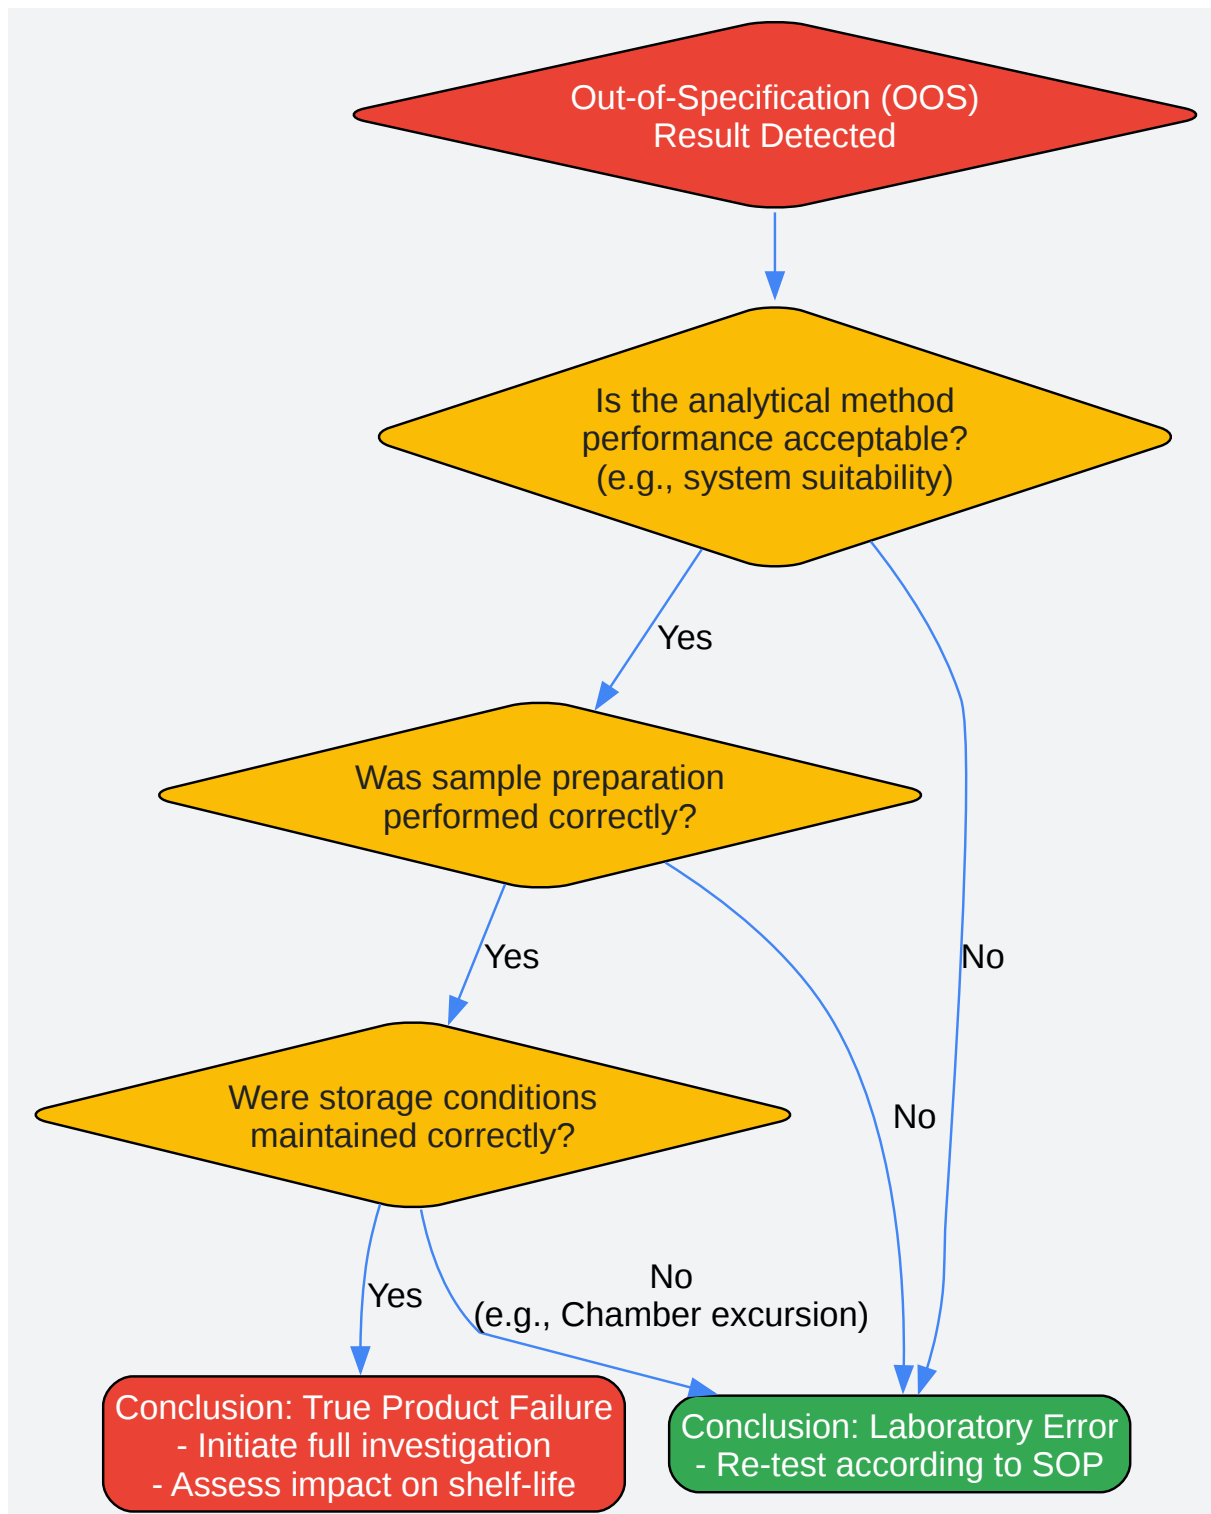 Out-of-Specification (OOS)
Result Detected
Is the analytical method
performance acceptable?
(e.g., system suitability)
Yes
Was sample preparation
performed correctly?
Yes
No
Were storage conditions
maintained correctly?
No
Yes
No
(e.g., Chamber excursion)
Conclusion: True Product Failure
- Initiate full investigation
- Assess impact on shelf-life
Conclusion: Laboratory Error
- Re-test according to SOP